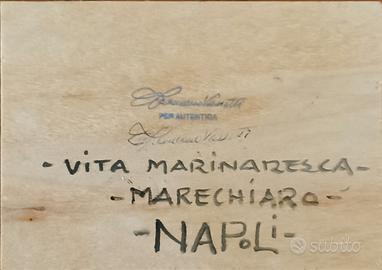 PER AUTENTICA
- VITA MARINARESCA -
- MARECHIARO -
- NAPOLI -
subito